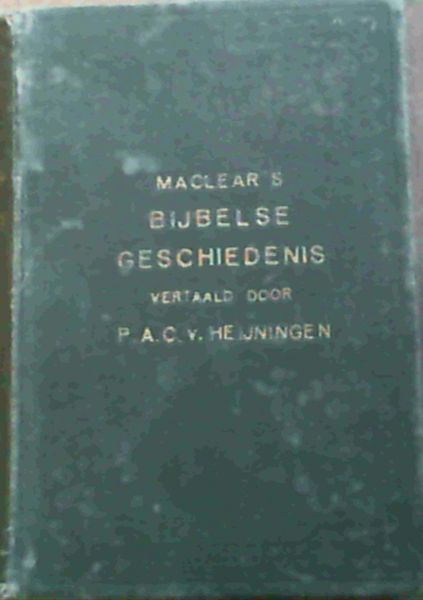 MACLEAR'S
BIJBELSE
GESCHIEDENIS
VERTAALD DOOR
P. A. C. v. HEIJNINGEN